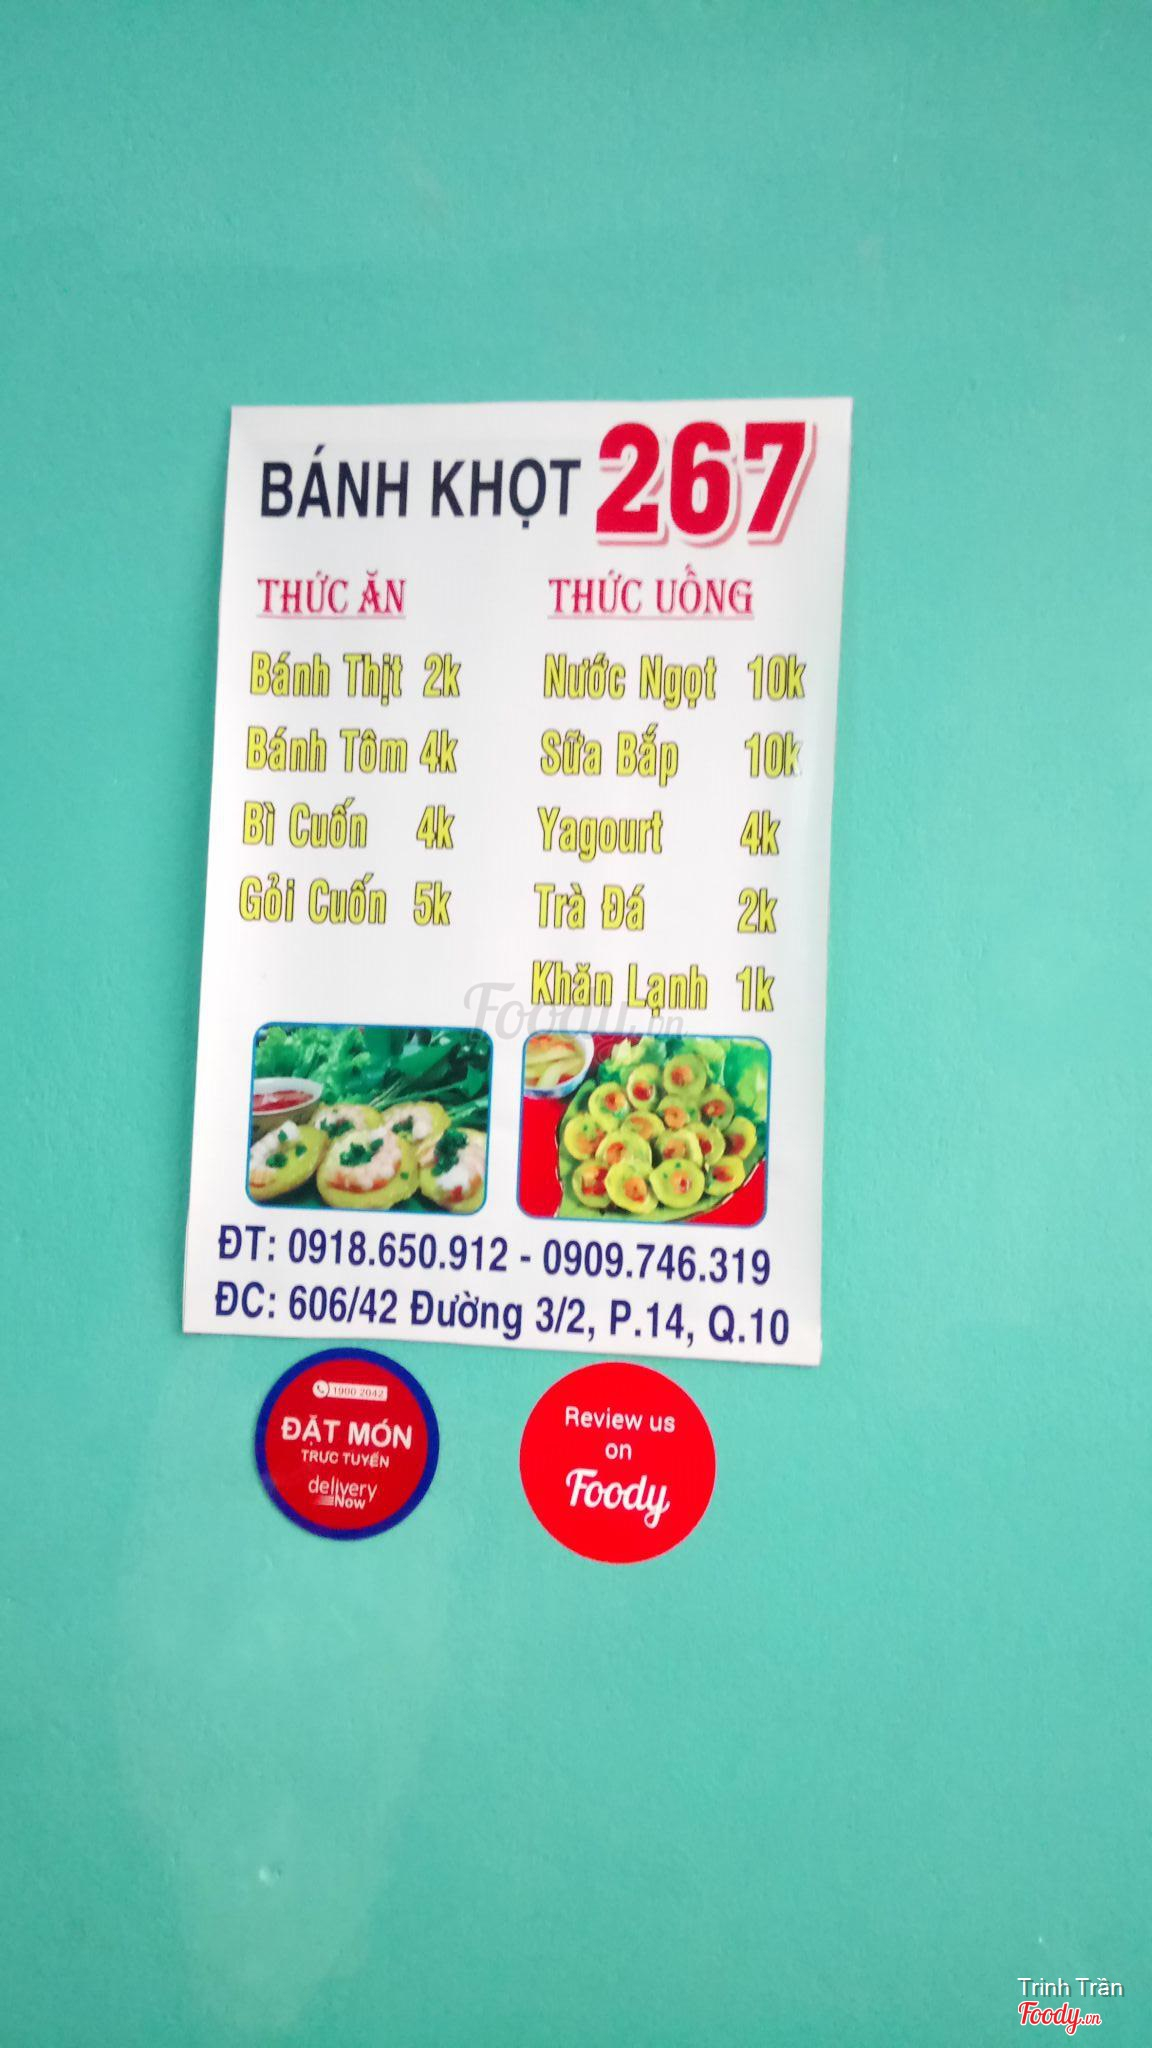 BÁNH KHỌT 267
THỨC ĂN
Bánh Thịt 2k
Bánh Tôm 4k
Bì Cuốn 4k
Gỏi Cuốn 5k
THỨC UỐNG
Nước Ngọt 10k
Sữa Bắp 10k
Yagourt 4k
Trà Đá 2k
Khăn Lạnh 1k
Foody.vn
ĐT: 0918.650.912 - 0909.746.319
ĐC: 606/42 Đường 3/2, P.14, Q.10
1900 2042
ĐẶT MÓN
TRỰC TUYẾN
delivery
Now
Review us
on
Foody
Trinh Trần
Foody.vn